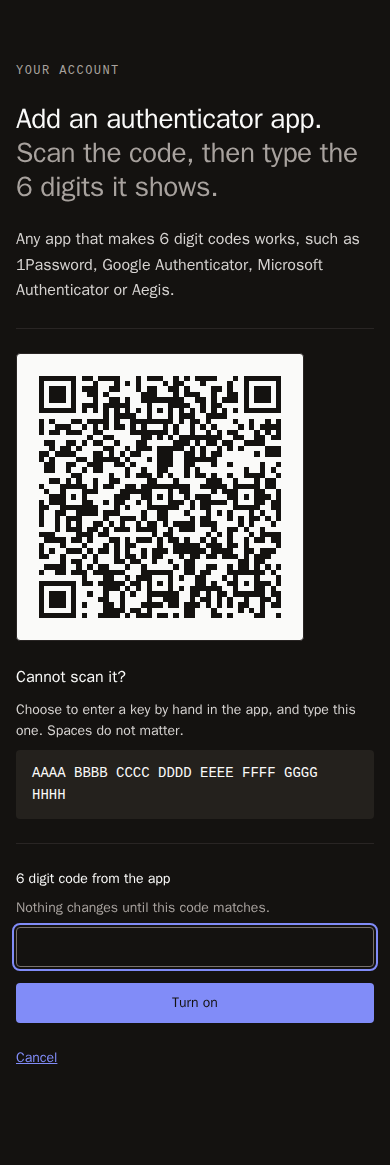 YOUR ACCOUNT
Add an authenticator app.
Scan the code, then type the
6 digits it shows.
Any app that makes 6 digit codes works, such as
1Password, Google Authenticator, Microsoft
Authenticator or Aegis.
Cannot scan it?
Choose to enter a key by hand in the app, and type this
one. Spaces do not matter.
AAAA BBBB CCCC DDDD EEEE FFFF GGGG
HHHH
6 digit code from the app
Nothing changes until this code matches.
Turn on
Cancel